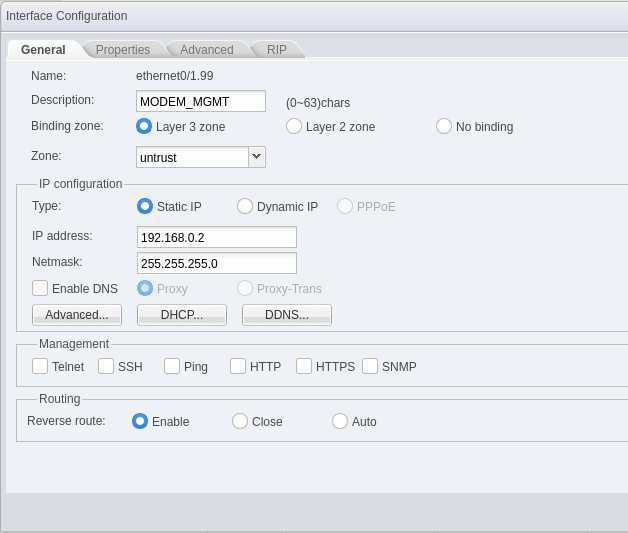 Interface Configuration
General Properties Advanced RIP
Name: ethernet0/1.99
Description: MODEM_MGMT (0~63)chars
Binding zone: Layer 3 zone Layer 2 zone No binding
Zone: untrust
IP configuration
Type: Static IP Dynamic IP PPPoE
IP address: 192.168.0.2
Netmask: 255.255.255.0
Enable DNS Proxy Proxy-Trans
Advanced... DHCP... DDNS...
Management
Telnet SSH Ping HTTP HTTPS SNMP
Routing
Reverse route: Enable Close Auto